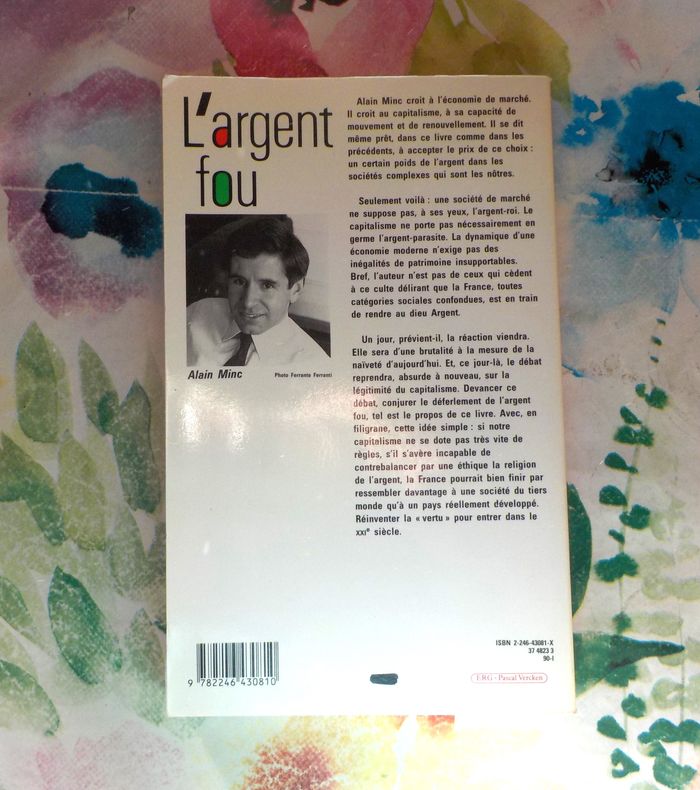 L'argent
fou
Alain Minc
Photo Ferrante Ferranti
Alain Minc croit à l'économie de marché.
Il croit au capitalisme, à sa capacité de
mouvement et de renouvellement. Il se dit
même prêt, dans ce livre comme dans les
précédents, à accepter le prix de ce choix :
un certain poids de l'argent dans les
sociétés complexes qui sont les nôtres.
Seulement voilà : une société de marché
ne suppose pas, à ses yeux, l'argent-roi. Le
capitalisme ne porte pas nécessairement en
germe l'argent-parasite. La dynamique d'une
économie moderne n'exige pas des
inégalités de patrimoine insupportables.
Bref, l'auteur n'est pas de ceux qui cèdent
à ce culte délirant que la France, toutes
catégories sociales confondues, est en train
de rendre au dieu Argent.
Un jour, prévient-il, la réaction viendra.
Elle sera d'une brutalité à la mesure de la
naïveté d'aujourd'hui. Et, ce jour-là, le débat
reprendra, absurde à nouveau, sur la
légitimité du capitalisme. Devancer ce
débat, conjurer le déferlement de l'argent
fou, tel est le propos de ce livre. Avec, en
filigrane, cette idée simple : si notre
capitalisme ne se dote pas très vite de
règles, s'il s'avère incapable de
contrebalancer par une éthique la religion
de l'argent, la France pourrait bien finir par
ressembler davantage à une société du tiers
monde qu'à un pays réellement développé.
Réinventer la « vertu » pour entrer dans le
XXIe siècle.
ISBN 2-246-43081-X
37 4823 3
90-I
9 782246 430810
ERG - Pascal Vercken